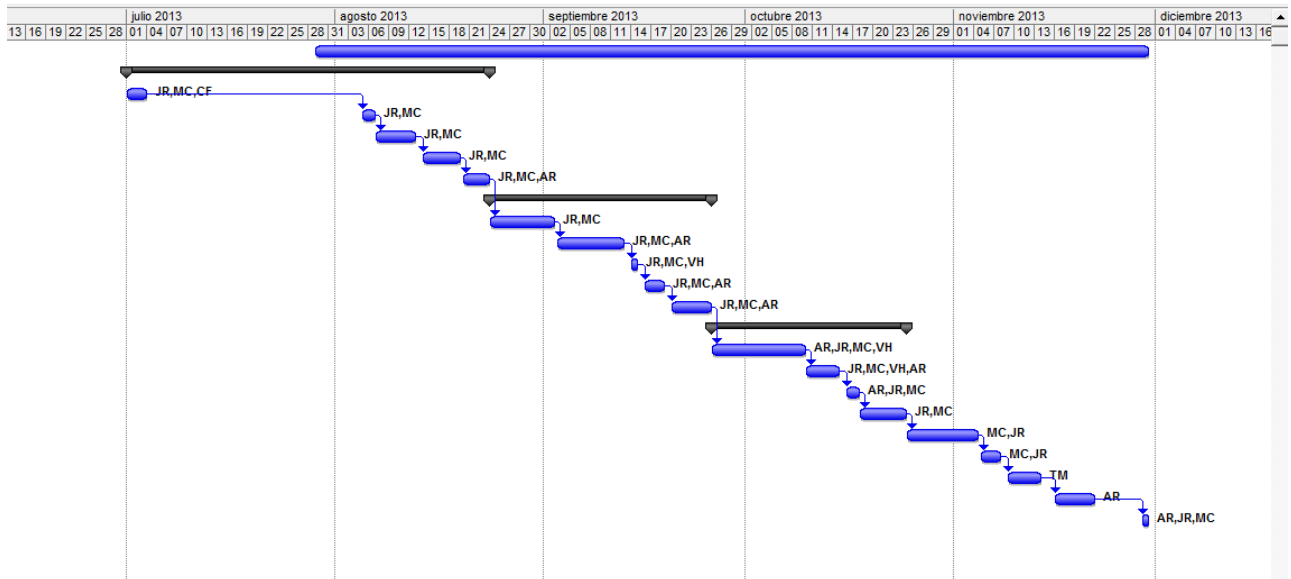 julio 2013 agosto 2013 septiembre 2013 octubre 2013 noviembre 2013 diciembre 2013
13 16 19 22 25 28 01 04 07 10 13 16 19 22 25 28 31 03 06 09 12 15 18 21 24 27 30 02 05 08 11 14 17 20 23 26 29 02 05 08 11 14 17 20 23 26 29 01 04 07 10 13 16 19 22 25 28 01 04 07 10 13 16
JR,MC,CF
JR,MC
JR,MC
JR,MC
JR,MC,AR
JR,MC
JR,MC,AR
JR,MC,VH
JR,MC,AR
JR,MC,AR
AR,JR,MC,VH
JR,MC,VH,AR
AR,JR,MC
JR,MC
MC,JR
MC,JR
TM
AR
AR,JR,MC